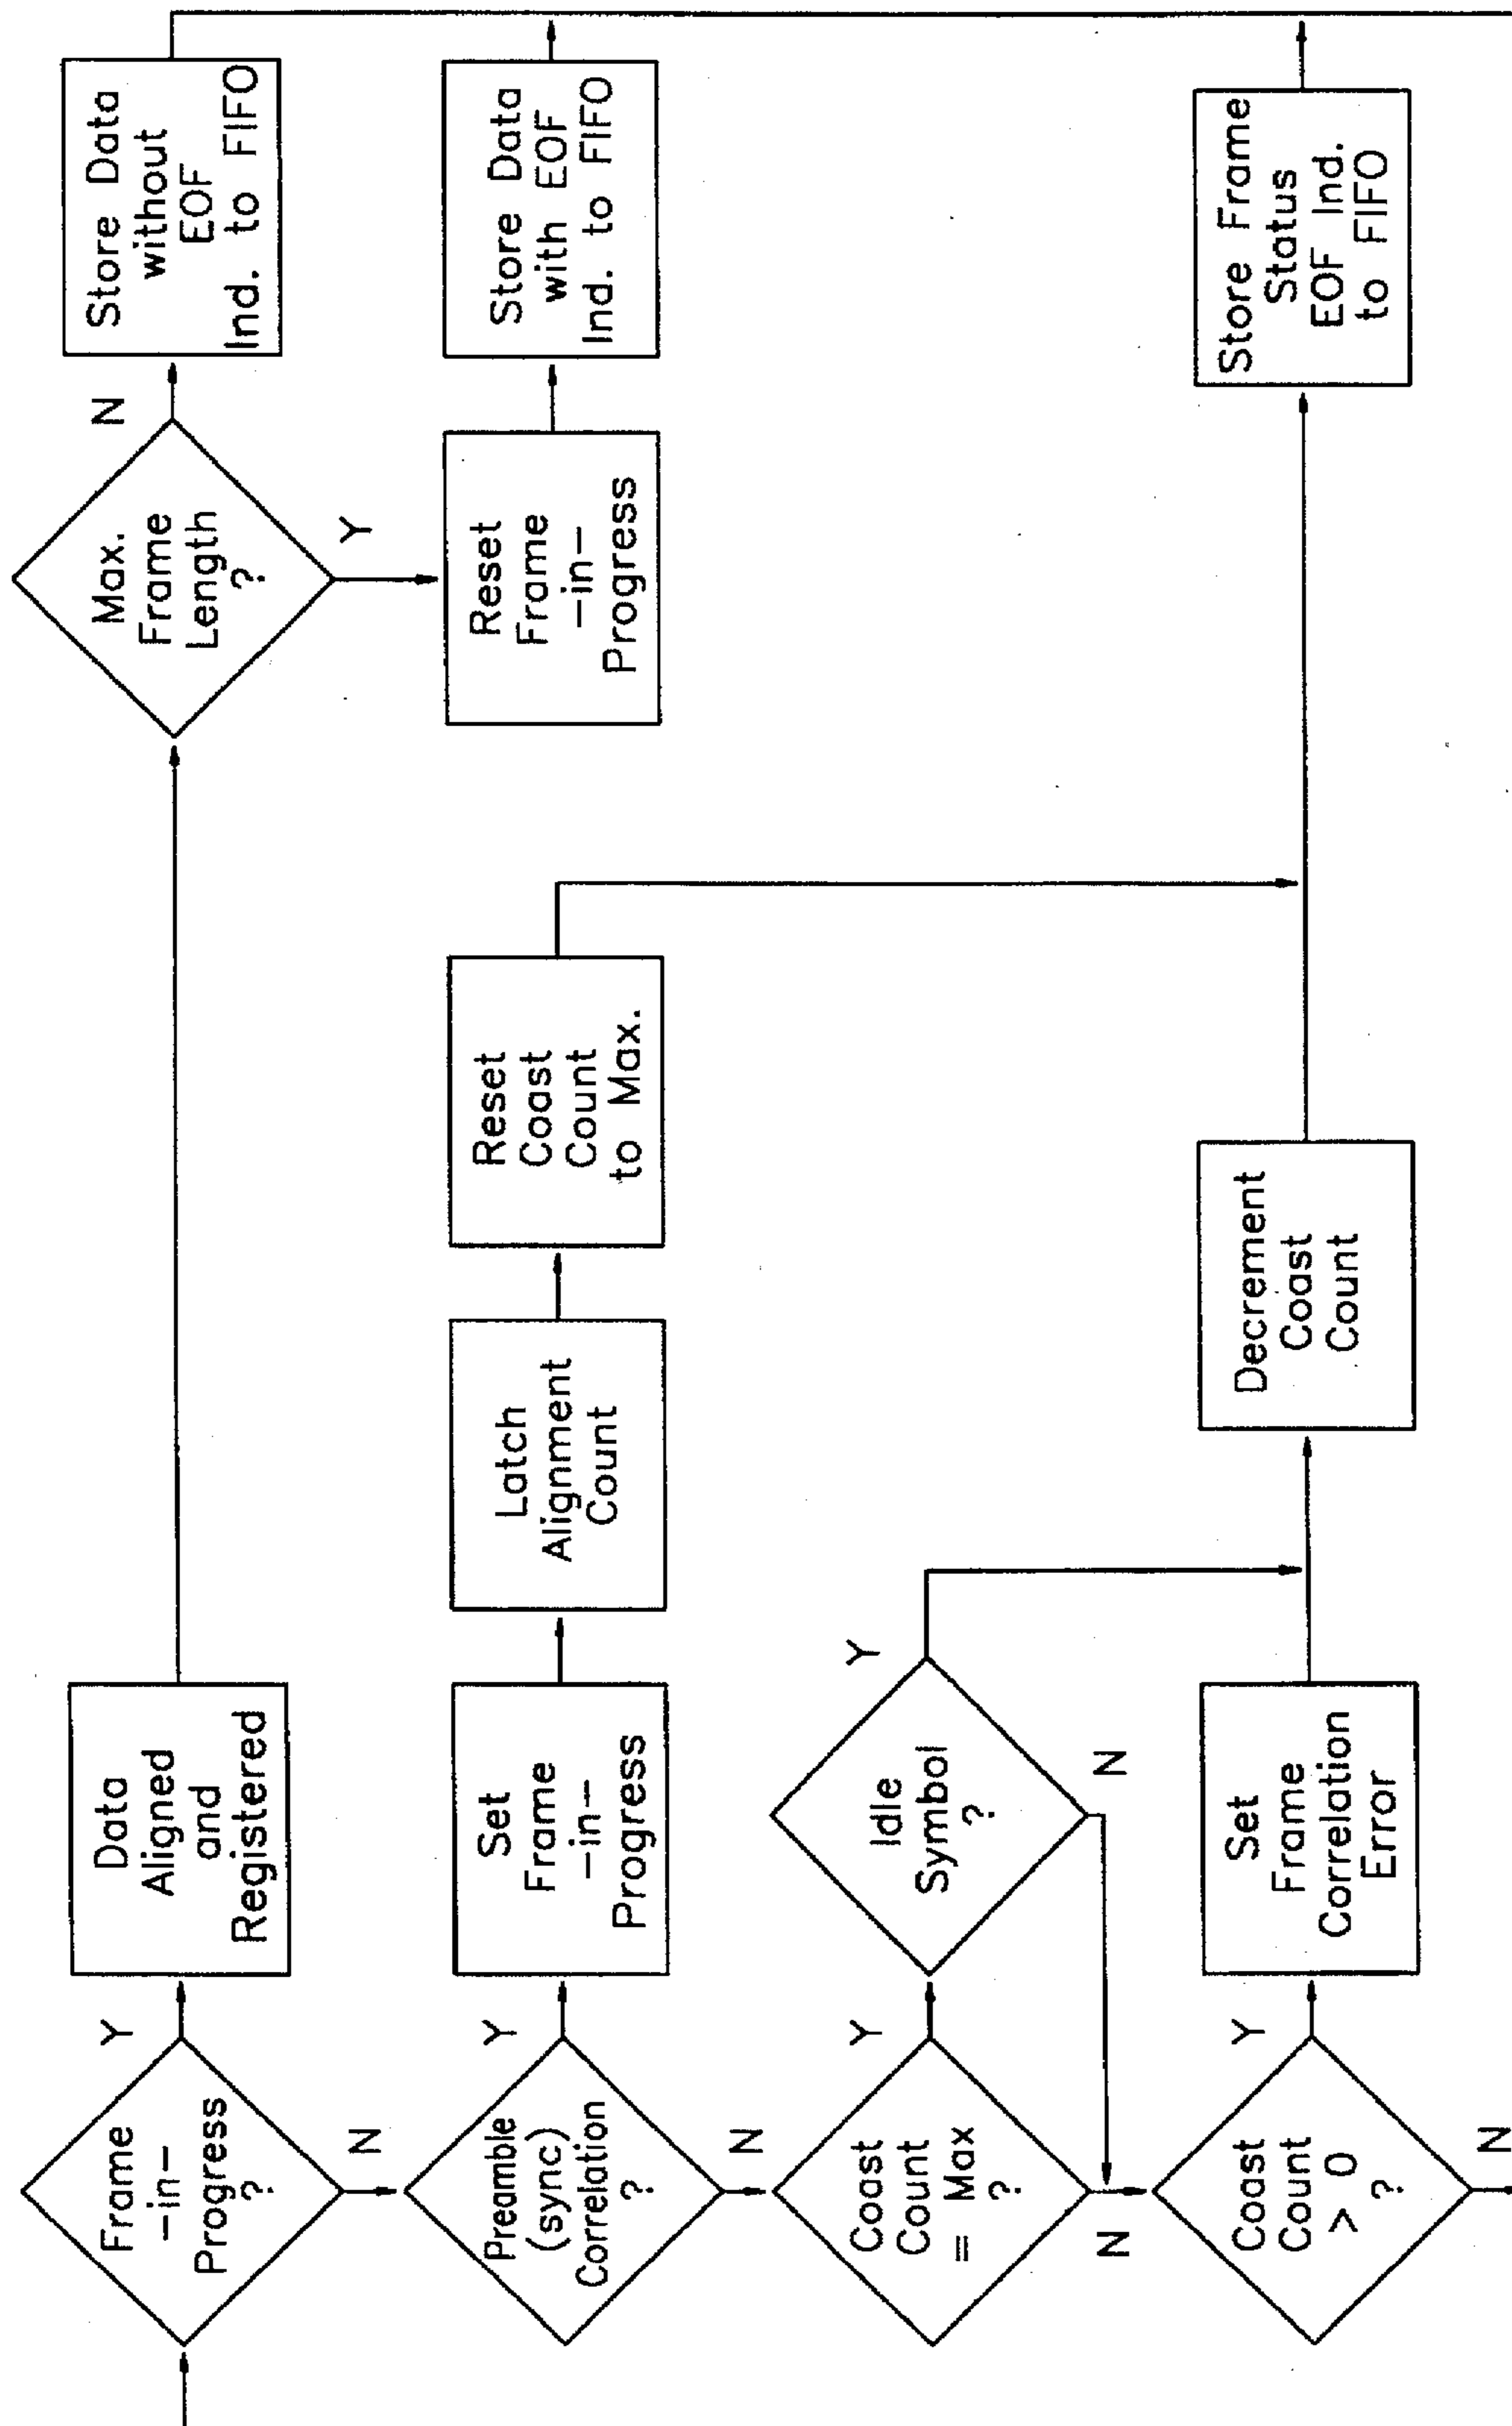 Frame
-in-
Progress
?
Y
N
Data
Aligned
and
Registered
Max.
Frame
Length
?
N
Y
Store Data
without
EOF
Ind. to FIFO
Reset
Frame
-in-
Progress
Store Data
with EOF
Ind. to FIFO
Preamble
(sync)
Correlation
?
Y
N
Set
Frame
-in-
Progress
Latch
Alignment
Count
Reset
Coast
Count
to Max.
Coast
Count
= Max
?
Y
N
Idle
Symbol
?
Y
N
Coast
Count
> 0
?
Y
N
Set
Frame
Correlation
Error
Decrement
Coast
Count
Store Frame
Status
EOF Ind.
to FIFO